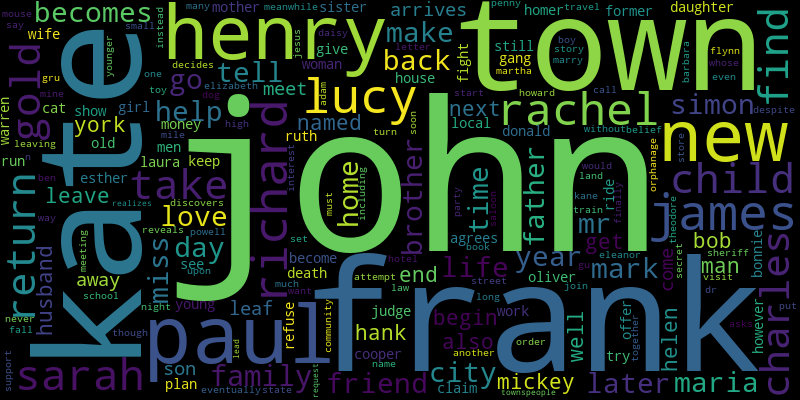 mouse
say
many
mother
meanwhile
sister
arrives
homer
penny
travel
former
daughter
becomes
henry
town
find
wife
gru
younger
small
decides
jesus
daisy
letter
give
woman
make
back
still
boy
story
marry
barbara
flynn
whose
even
gold
kate
go
tell
lucy
fight
gang
martha
mine
one
toy
elizabeth
dog
adam
house
meet
start
howard
call
despite
warren
cat
show
girl
help
rachel
simon
leaving
york
money
mile
high
named
turn
soon
next
local
donald
without
belief
new
old
men
ruth
run
n
laura
keep
john
richard
interest
home
including
brother
time
father
orphanage
store
ben
esther
take
child
return
leave
discovers
must
party
saloon
would
land
kane
train
ride
finally
way
realizes
love
james
husband
miss
reveals
powell
become
set
agrees
book
mr
eleanor
theodore
bob
bonnie
sheriff
meeting
day
see
upon
death
hotel
year
get
secret
man
visit
charles
away
school
much
want
attempt
end
life
street
oliver
gun
mark
come
dr
never
fall
night
young
leaf
frank
law
long
join
put
though
paul
refuse
community
judge
begin
work
offer
together
however
asks
hank
also
well
helen
son
lead
cooper
another
order
try
support
sarah
plan
family
friend
name
city
mickey
later
maria
eventually
state
request
claim
townspeople